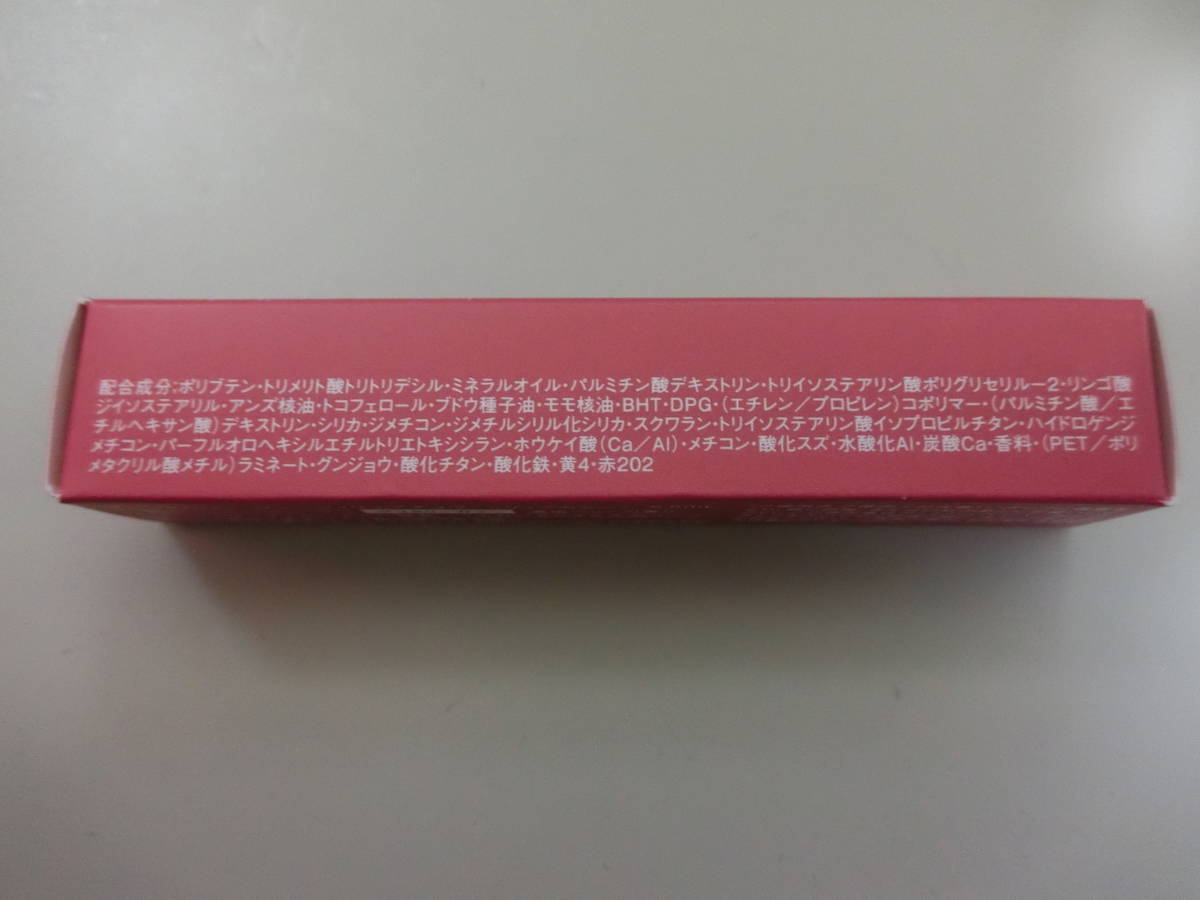 配合成分:ポリブテン・トリメリト酸トリトリデシル・ミネラルオイル・パルミチン酸デキストリン・トリイソステアリン酸ポリグリセリル-2・リンゴ酸
ジイソステアリル・アンズ核油・トコフェロール・ブドウ種子油・モモ核油・BHT・DPG・(エチレン/プロピレン)コポリマー・(パルミチン酸/エ
チルヘキサン酸)デキストリン・シリカ・ジメチコン・ジメチルシリル化シリカ・スクワラン・トリイソステアリン酸イソプロピルチタン・ハイドロゲンジ
メチコン・パーフルオロヘキシルエチルトリエトキシシラン・ホウケイ酸(Ca/Al)・メチコン・酸化スズ・水酸化Al・炭酸Ca・香料・(PET/ポリ
メタクリル酸メチル)ラミネート・グンジョウ・酸化チタン・酸化鉄・黄4・赤202